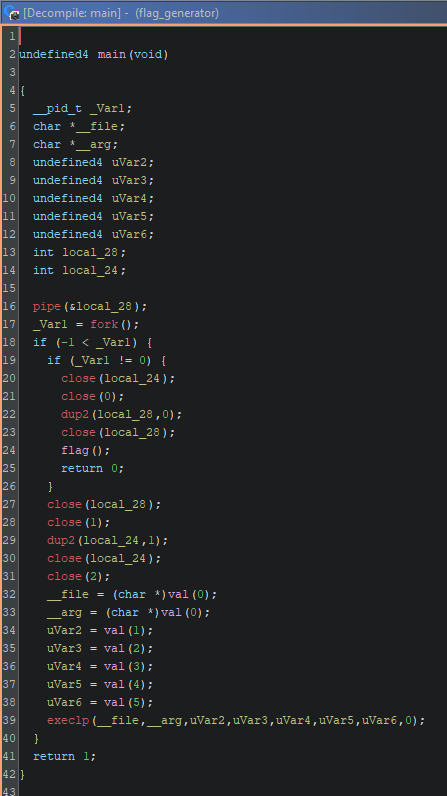 [Decompile: main] - (flag_generator)
1
2 undefined4 main(void)
3
4 {
5 __pid_t _Var1;
6 char *__file;
7 char *__arg;
8 undefined4 uVar2;
9 undefined4 uVar3;
10 undefined4 uVar4;
11 undefined4 uVar5;
12 undefined4 uVar6;
13 int local_28;
14 int local_24;
15
16 pipe(&local_28);
17 _Var1 = fork();
18 if (-1 < _Var1) {
19 if (_Var1 != 0) {
20 close(local_24);
21 close(0);
22 dup2(local_28,0);
23 close(local_28);
24 flag();
25 return 0;
26 }
27 close(local_28);
28 close(1);
29 dup2(local_24,1);
30 close(local_24);
31 close(2);
32 __file = (char *)val(0);
33 __arg = (char *)val(0);
34 uVar2 = val(1);
35 uVar3 = val(2);
36 uVar4 = val(3);
37 uVar5 = val(4);
38 uVar6 = val(5);
39 execlp(__file,__arg,uVar2,uVar3,uVar4,uVar5,uVar6,0);
40 }
41 return 1;
42 }
43